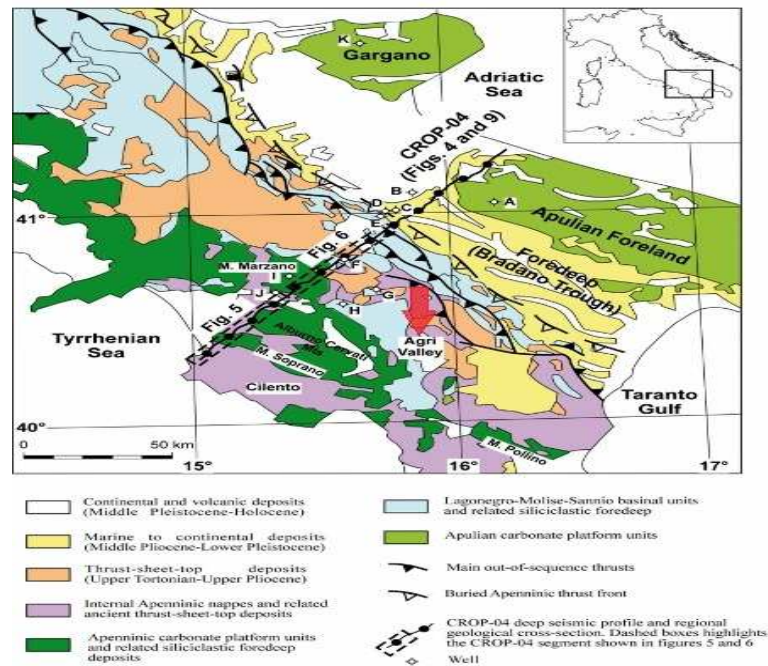 K
Gargano
Adriatic
Sea
CROP-04
(Figs. 4 and 9)
B
A
D
C
E
41°
41°
Apulian Foreland
Fig. 6
F
Foredeep
(Bradano Trough)
M. Marzano
I
J
G
H
Fig. 5
Tyrrhenian
Sea
Alburno Cervati
Mts
Agri
Valley
M. Soprano
Cilento
Taranto
Gulf
40°
M. Pollino
0 50 km
15°
16°
17°
Continental and volcanic deposits
(Middle Pleistocene-Holocene)
Marine to continental deposits
(Middle Pliocene-Lower Pleistocene)
Thrust-sheet-top deposits
(Upper Tortonian-Upper Pliocene)
Internal Apenninic nappes and related
ancient thrust-sheet-top deposits
Apenninic carbonate platform units
and related siliciclastic foredeep
deposits
Lagonegro-Molise-Sannio basinal units
and related siliciclastic foredeep
Apulian carbonate platform units
Main out-of-sequence thrusts
Buried Apenninic thrust front
CROP-04 deep seismic profile and regional
geological cross-section. Dashed boxes highlights
the CROP-04 segment shown in figures 5 and 6
Well